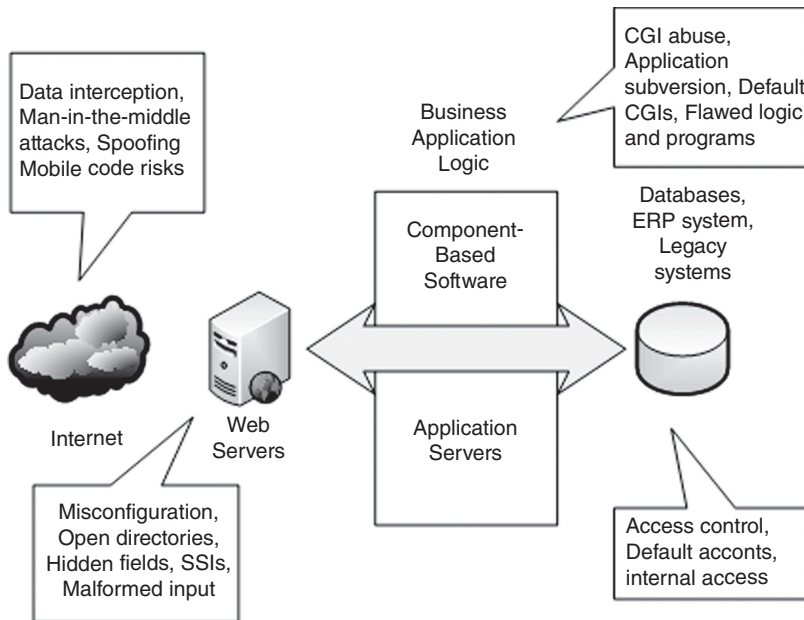 Data interception,
Man-in-the-middle
attacks, Spoofing
Mobile code risks
Business
Application
Logic
CGI abuse,
Application
subversion, Default
CGIs, Flawed logic
and programs
Component-
Based
Software
Databases,
ERP system,
Legacy
systems
Internet
Web
Servers
Application
Servers
Misconfiguration,
Open directories,
Hidden fields, SSIs,
Malformed input
Access control,
Default acconts,
internal access